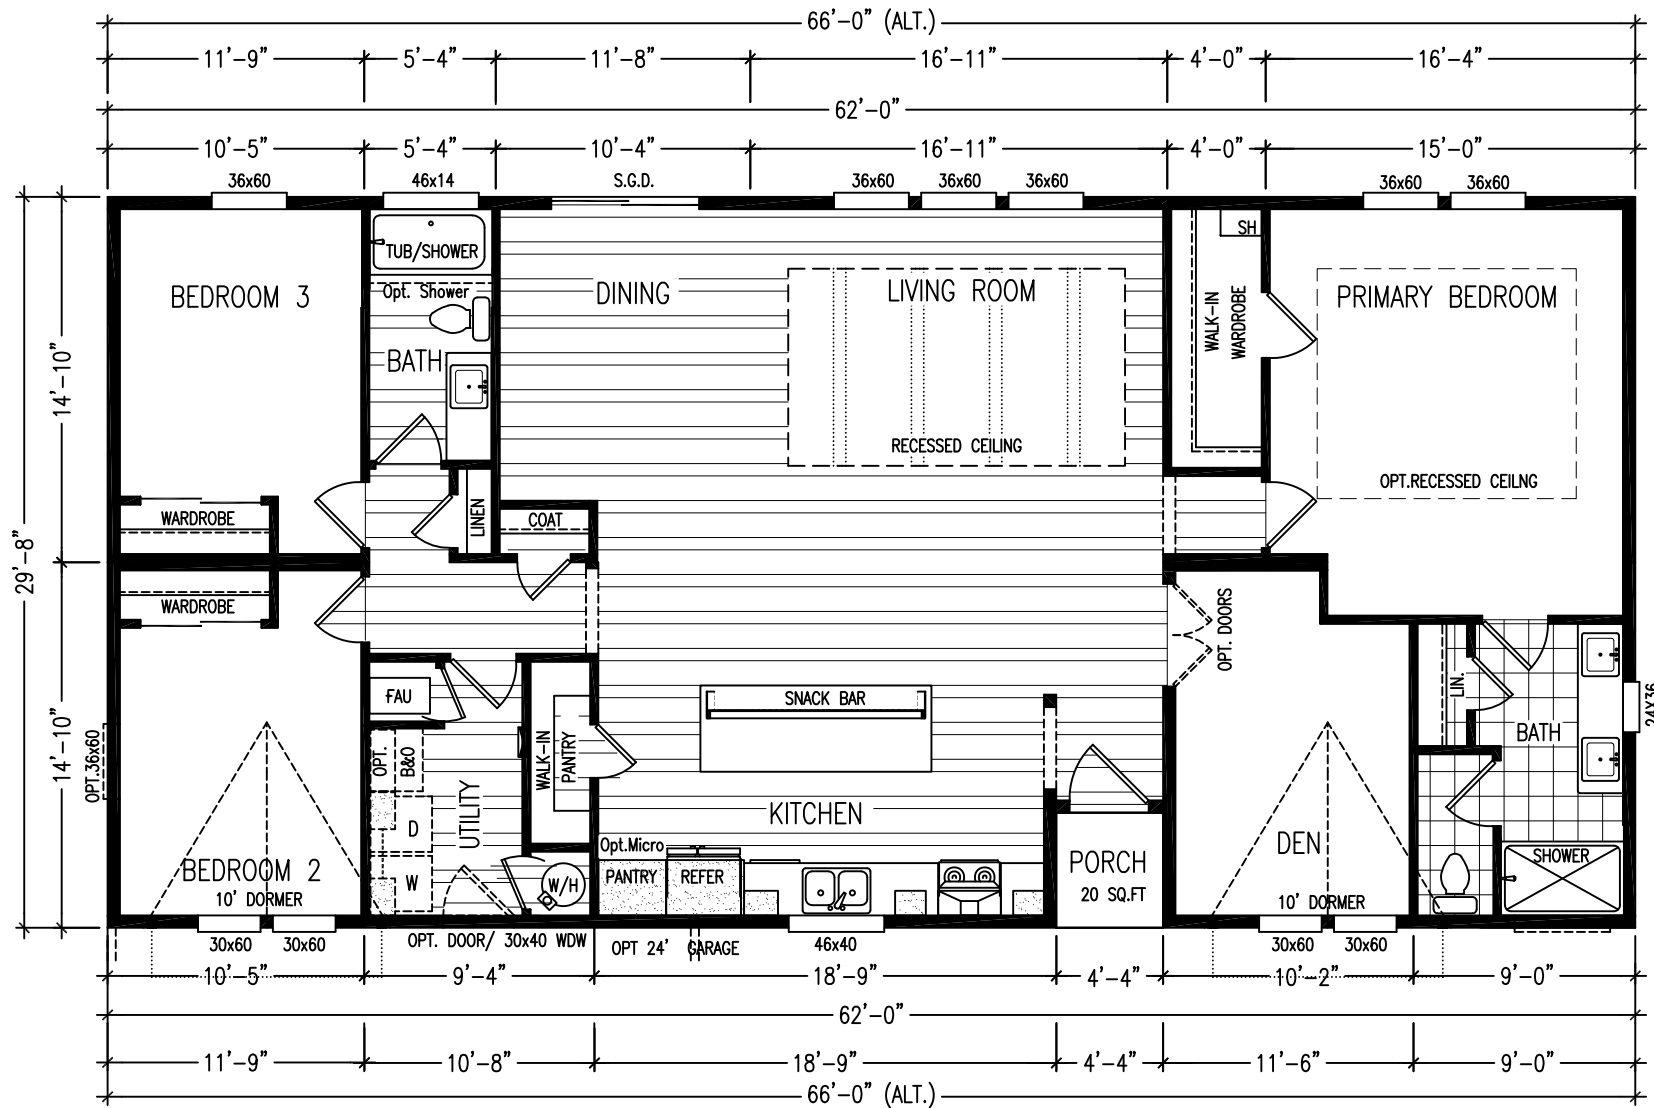 66'-0" (ALT.)
11'-9" 5'-4" 11'-8" 16'-11" 4'-0" 16'-4"
62'-0"
10'-5" 5'-4" 10'-4" 16'-11" 4'-0" 15'-0"
36x60 46x14 S.G.D. 36x60 36x60 36x60 36x60 36x60
SH
TUB/SHOWER
Opt. Shower
BEDROOM 3
DINING
LIVING ROOM
WALK-IN
WARDROBE
PRIMARY BEDROOM
BATH
14'-10"
29'-8"
RECESSED CEILING
OPT.RECESSED CEILNG
WARDROBE
LINEN
COAT
WARDROBE
OPT. DOORS
FAU
SNACK BAR
LIN.
24X36
OPT.36x60
14'-10"
OPT.
B&O
WALK-IN
PANTRY
BATH
UTILITY
D
KITCHEN
DEN
W
Opt.Micro
PANTRY
REFER
W/H
PORCH
20 SQ.FT
SHOWER
BEDROOM 2
10' DORMER
10' DORMER
30x60 30x60
OPT. DOOR/ 30x40 WDW
OPT 24' GARAGE
46x40
30x60 30x60
10'-5" 9'-4" 18'-9" 4'-4" 10'-2" 9'-0"
62'-0"
11'-9" 10'-8" 18'-9" 4'-4" 11'-6" 9'-0"
66'-0" (ALT.)